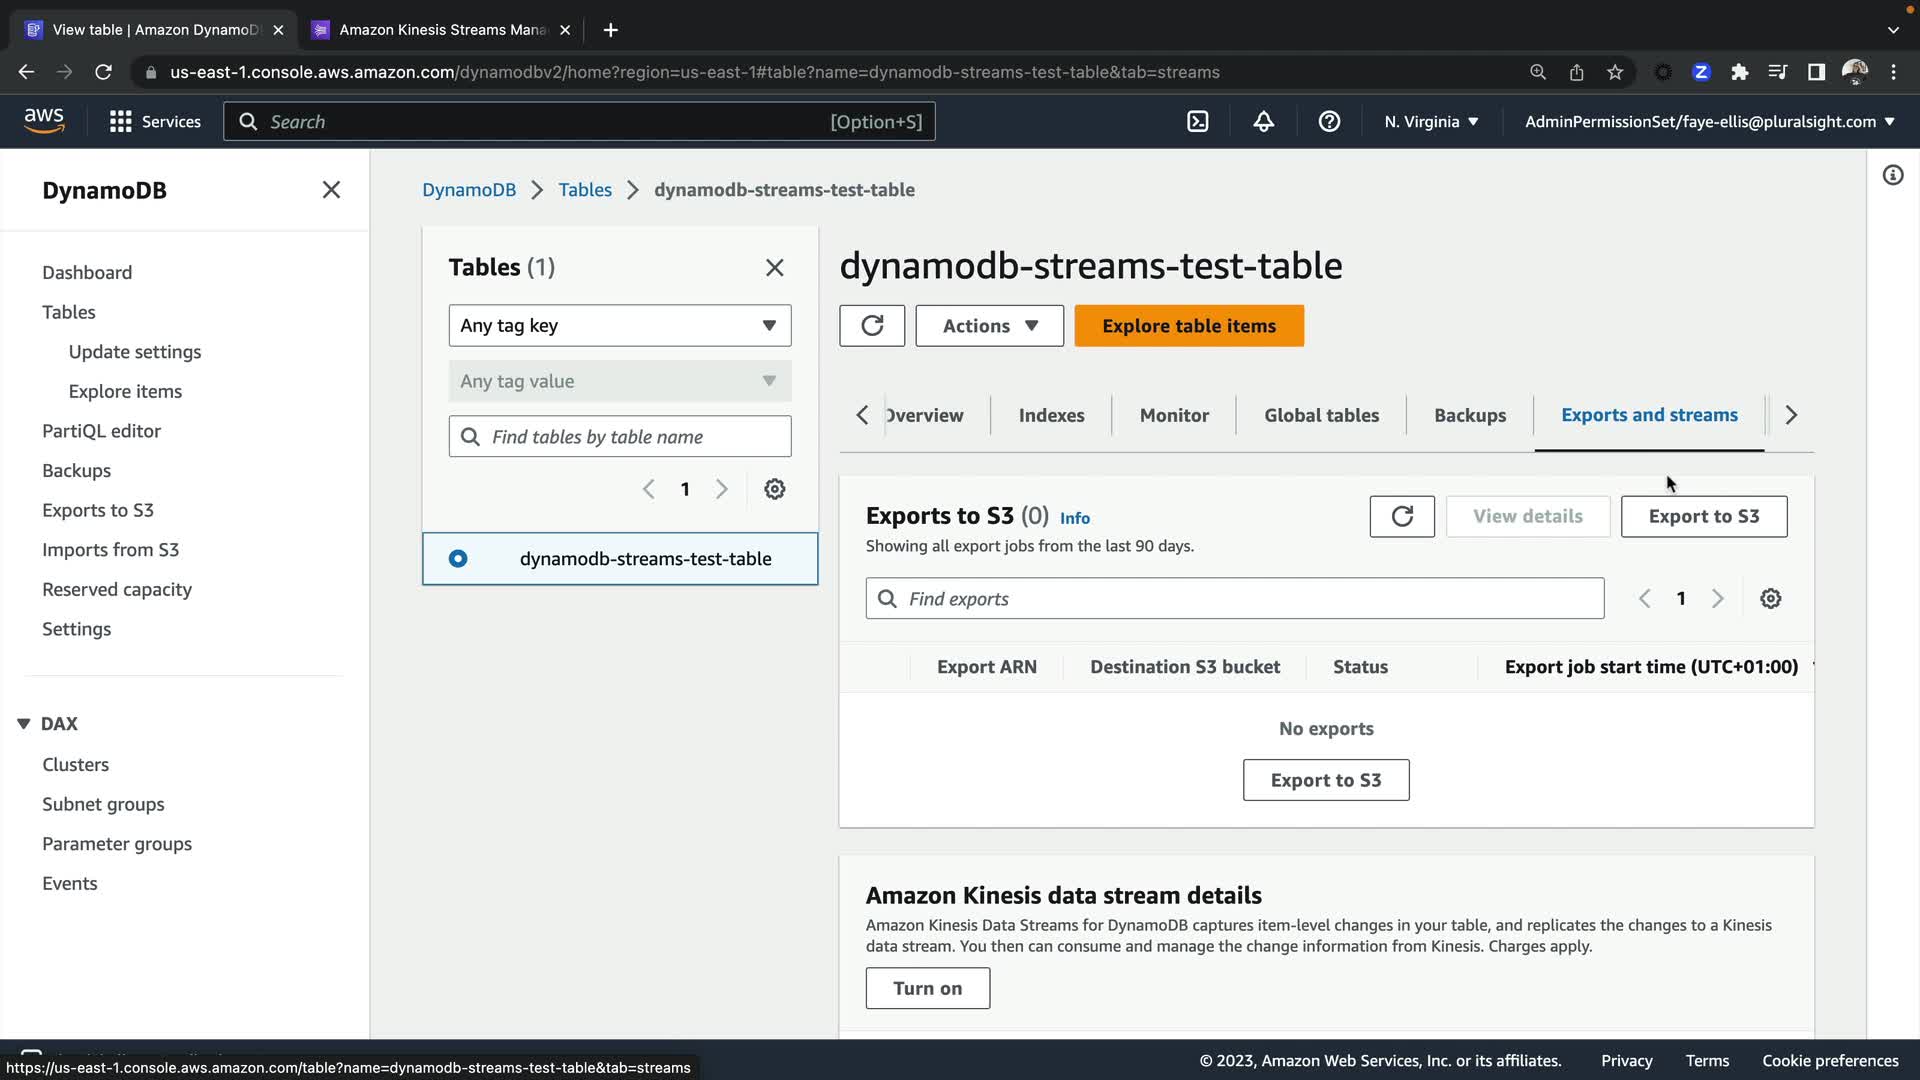 View table | Amazon DynamoD
Amazon Kinesis Streams Mana
us-east-1.console.aws.amazon.com/dynamodbv2/home?region=us-east-1#table?name=dynamodb-streams-test-table&tab=streams
aws
Services
Search
[Option+S]
N. Virginia
AdminPermissionSet/faye-ellis@pluralsight.com
DynamoDB
Dashboard
Tables
Update settings
Explore items
PartiQL editor
Backups
Exports to S3
Imports from S3
Reserved capacity
Settings
DAX
Clusters
Subnet groups
Parameter groups
Events
DynamoDB > Tables > dynamodb-streams-test-table
Tables (1)
Any tag key
Any tag value
Find tables by table name
1
dynamodb-streams-test-table
dynamodb-streams-test-table
Actions
Explore table items
Overview
Indexes
Monitor
Global tables
Backups
Exports and streams
Exports to S3 (0) Info
Showing all export jobs from the last 90 days.
View details
Export to S3
Find exports
1
Export ARN
Destination S3 bucket
Status
Export job start time (UTC+01:00)
No exports
Export to S3
Amazon Kinesis data stream details
Amazon Kinesis Data Streams for DynamoDB captures item-level changes in your table, and replicates the changes to a Kinesis
data stream. You then can consume and manage the change information from Kinesis. Charges apply.
Turn on
https://us-east-1.console.aws.amazon.com/table?name=dynamodb-streams-test-table&tab=streams
© 2023, Amazon Web Services, Inc. or its affiliates.
Privacy
Terms
Cookie preferences